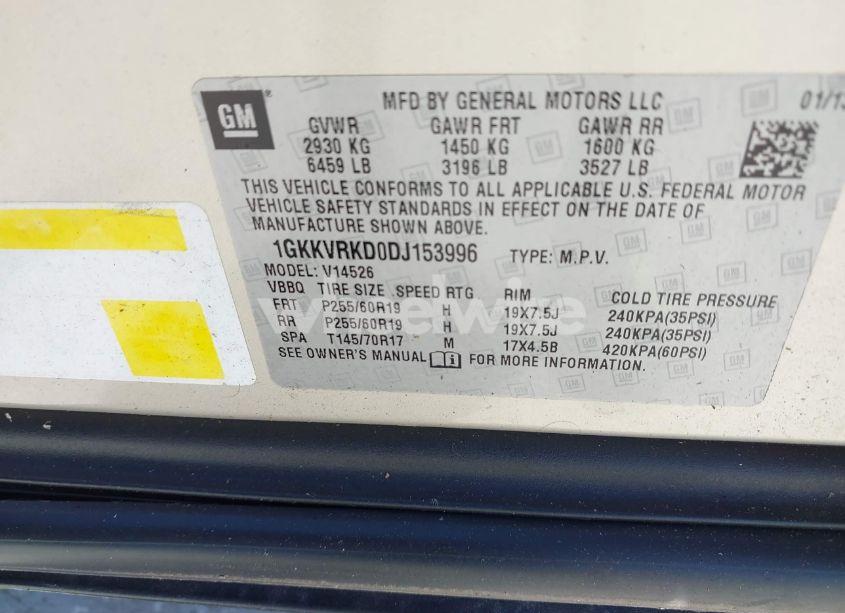 GM
MFD BY GENERAL MOTORS LLC 01/13
GVWR GAWR FRT GAWR RR
2930 KG 1450 KG 1600 KG
6459 LB 3196 LB 3527 LB
THIS VEHICLE CONFORMS TO ALL APPLICABLE U.S. FEDERAL MOTOR
VEHICLE SAFETY STANDARDS IN EFFECT ON THE DATE OF
MANUFACTURE SHOWN ABOVE.
1GKKVRKD0DJ153996 TYPE: M.P.V.
MODEL: V14526
VBBQ TIRE SIZE SPEED RTG RIM COLD TIRE PRESSURE
FRT P255/60R19 H 19X7.5J 240KPA(35PSI)
RR P255/60R19 H 19X7.5J 240KPA(35PSI)
SPA T145/70R17 M 17X4.5B 420KPA(60PSI)
SEE OWNER'S MANUAL FOR MORE INFORMATION.